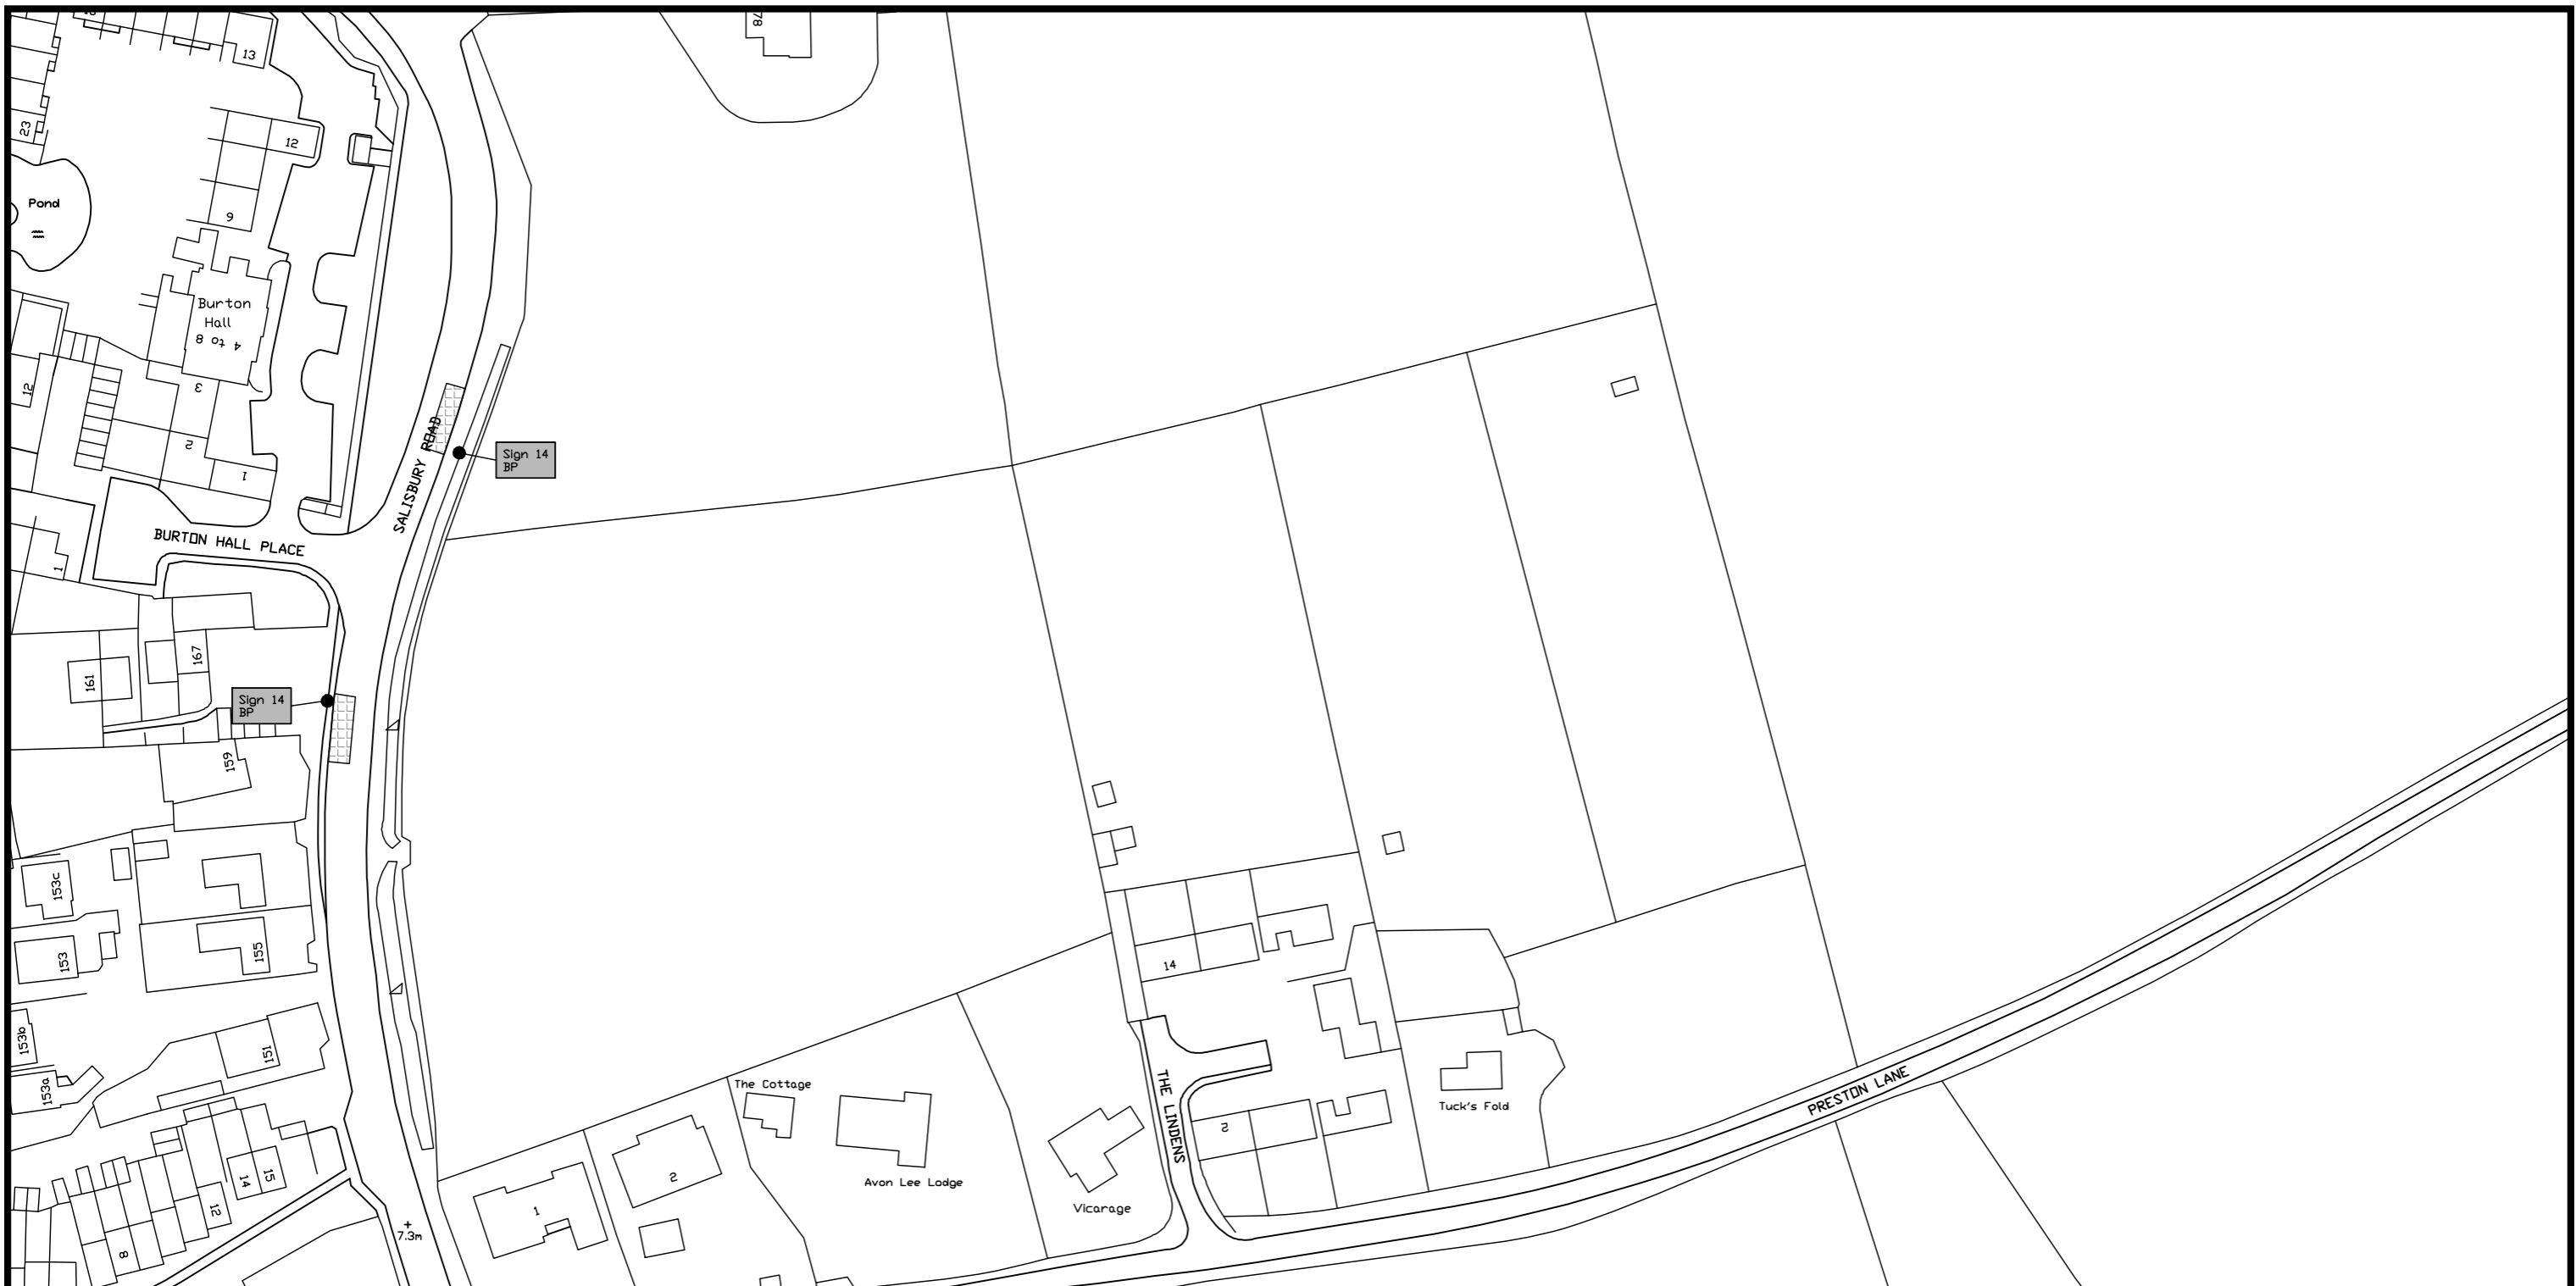 13
78
12
23
Pond
9
Burton
Hall
4 to 8
12
3
2
1
SALISBURY ROAD
Sign 14
BP
BURTON HALL PLACE
1
167
161
Sign 14
BP
159
153c
155
153
14
153b
151
153a
The Cottage
THE LINDENS
PRESTON LANE
Tuck's Fold
2
Avon Lee Lodge
Vicarage
2
1
14
15
12
8
+
7.3m